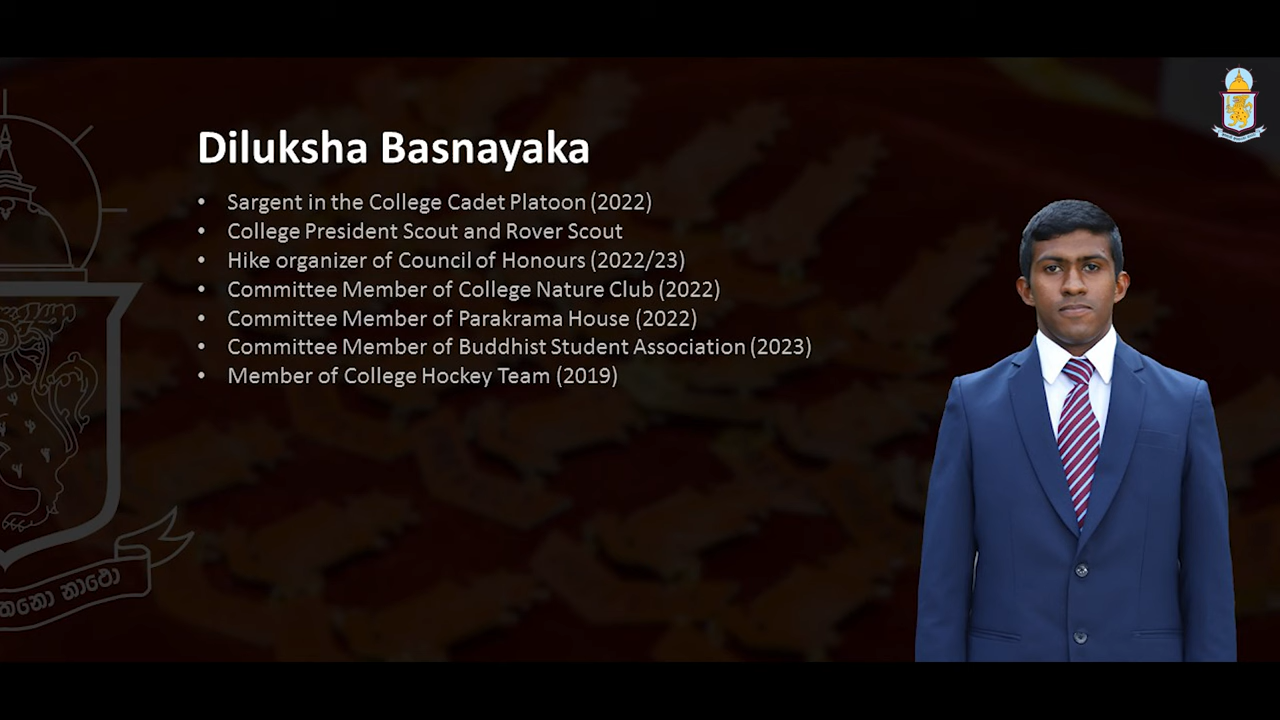 Diluksha Basnayaka
• Sargent in the College Cadet Platoon (2022)
• College President Scout and Rover Scout
• Hike organizer of Council of Honours (2022/23)
• Committee Member of College Nature Club (2022)
• Committee Member of Parakrama House (2022)
• Committee Member of Buddhist Student Association (2023)
• Member of College Hockey Team (2019)
නාථෝ